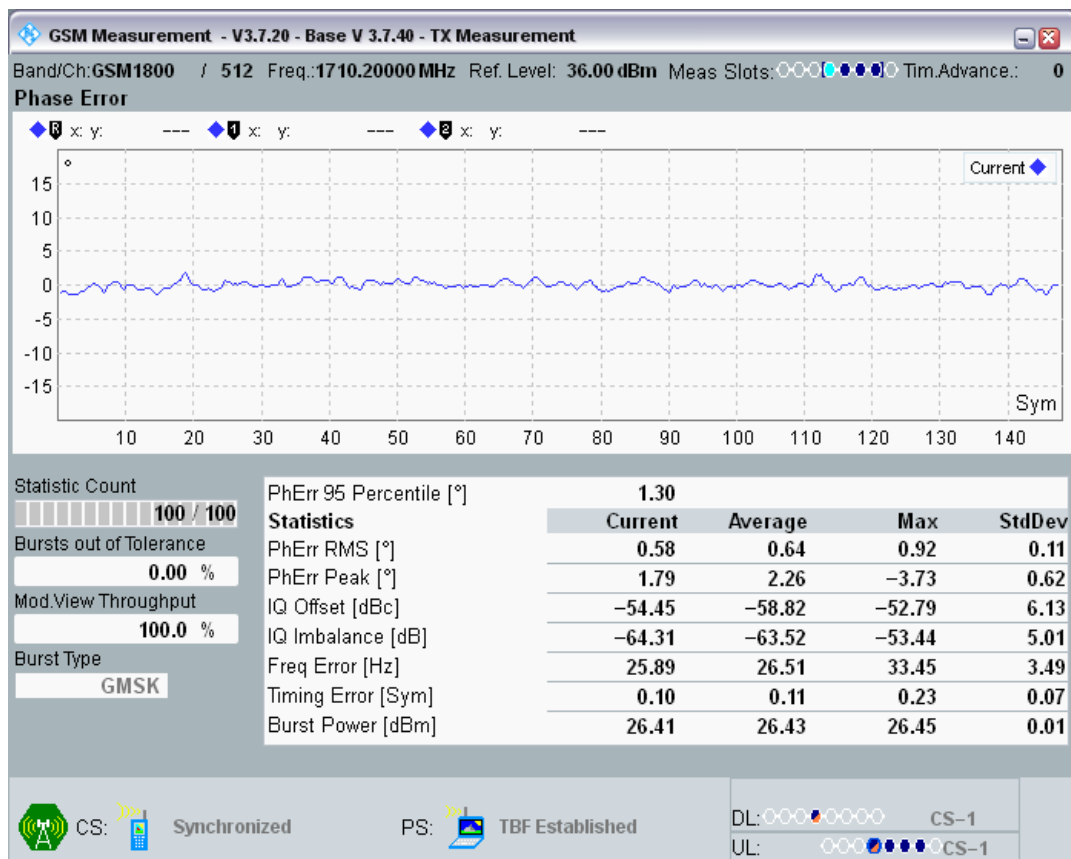 GSM Measurement - V3.7.20 - Base V 3.7.40 - TX Measurement
Band/Ch:GSM1800 / 512 Freq.:1710.20000 MHz Ref. Level: 36.00 dBm Meas Slots: Tim.Advance.: 0
Phase Error
R x: y: --- 1 x: y: --- 2 x: y: ---
°
Current
15
10
5
0
-5
-10
-15
Sym
10 20 30 40 50 60 70 80 90 100 110 120 130 140
Statistic Count
100 / 100
Bursts out of Tolerance
0.00 %
Mod.View Throughput
100.0 %
Burst Type
GMSK
PhErr 95 Percentile [°] 1.30
Statistics Current Average Max StdDev
PhErr RMS [°] 0.58 0.64 0.92 0.11
PhErr Peak [°] 1.79 2.26 −3.73 0.62
IQ Offset [dBc] −54.45 −58.82 −52.79 6.13
IQ Imbalance [dB] −64.31 −63.52 −53.44 5.01
Freq Error [Hz] 25.89 26.51 33.45 3.49
Timing Error [Sym] 0.10 0.11 0.23 0.07
Burst Power [dBm] 26.41 26.43 26.45 0.01
CS: Synchronized PS: TBF Established
DL: CS−1
UL: CS−1